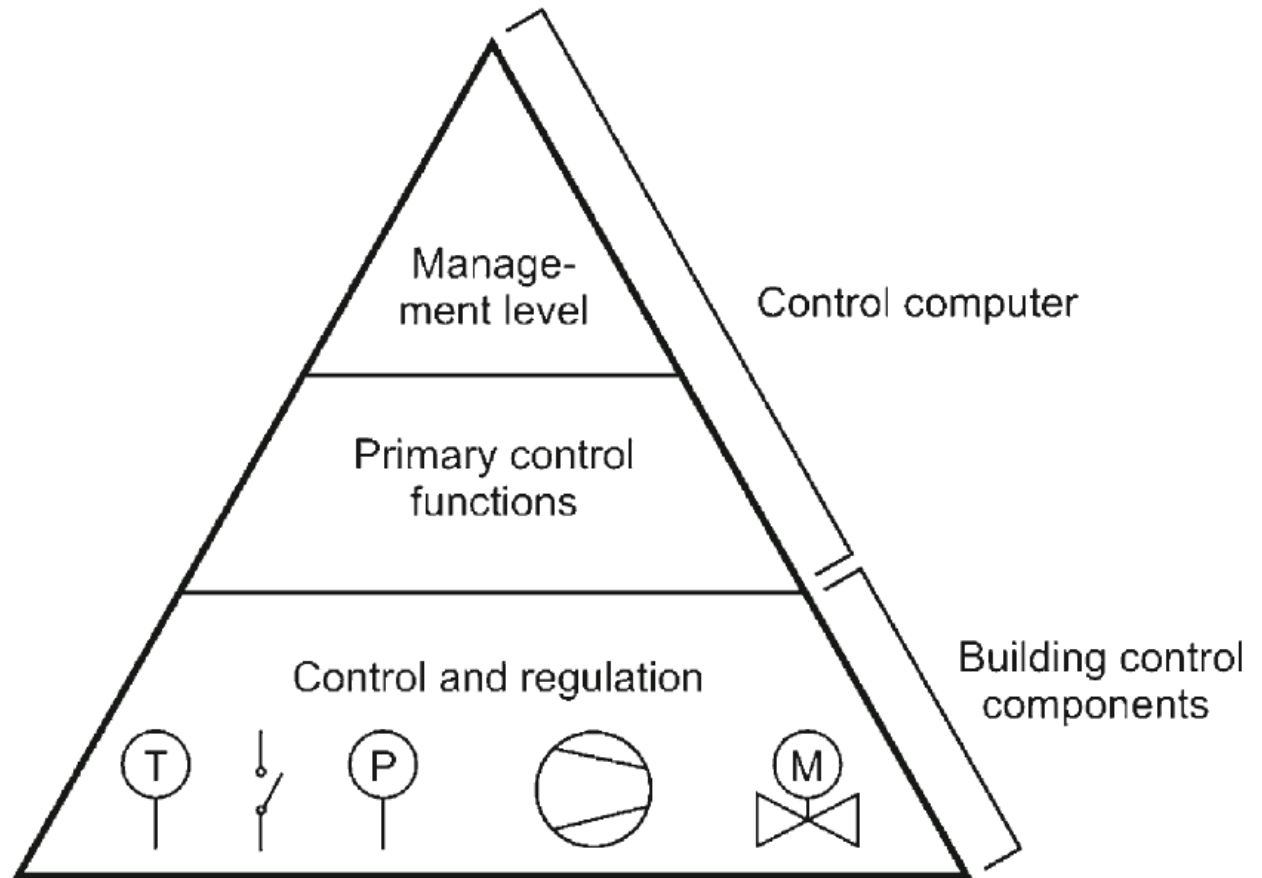 Manage-
ment level
Control computer
Primary control
functions
Control and regulation
Building control
components
T
P
M